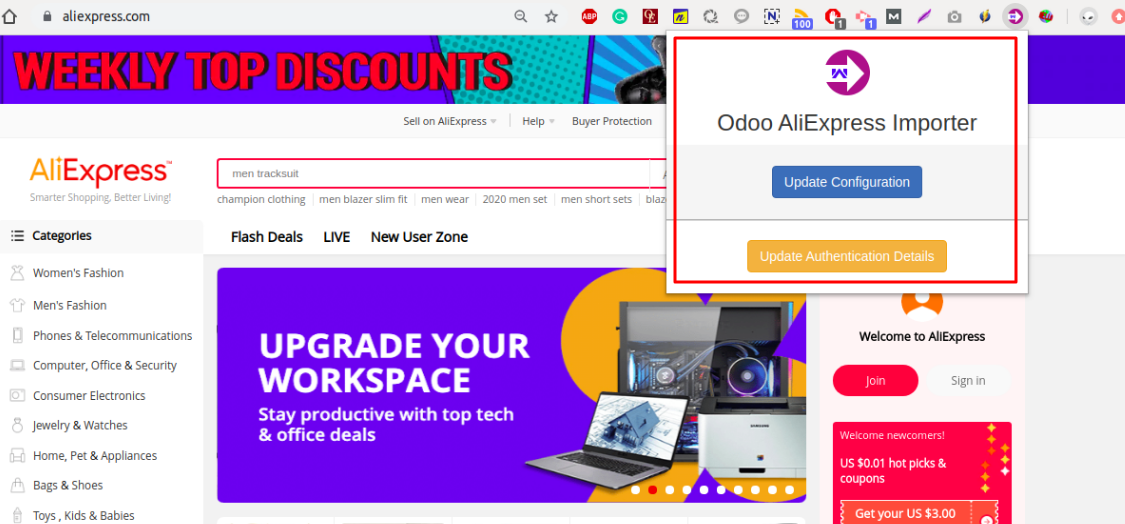 aliexpress.com
ABP
100
1
1
M
WEEKLY TOP DISCOUNTS
Sell on AliExpress
Help
Buyer Protection
Odoo AliExpress Importer
Update Configuration
Update Authentication Details
AliExpress™
Smarter Shopping, Better Living!
men tracksuit
champion clothing
men blazer slim fit
men wear
2020 men set
men short sets
Categories
Flash Deals
LIVE
New User Zone
Women's Fashion
Men's Fashion
Phones & Telecommunications
Computer, Office & Security
Consumer Electronics
Jewelry & Watches
Home, Pet & Appliances
Bags & Shoes
Toys , Kids & Babies
UPGRADE YOUR
WORKSPACE
Stay productive with top tech
& office deals
SAMSUNG
Welcome to AliExpress
Join
Sign in
Welcome newcomers!
US $0.01 hot picks &
coupons
Get your US $3.00